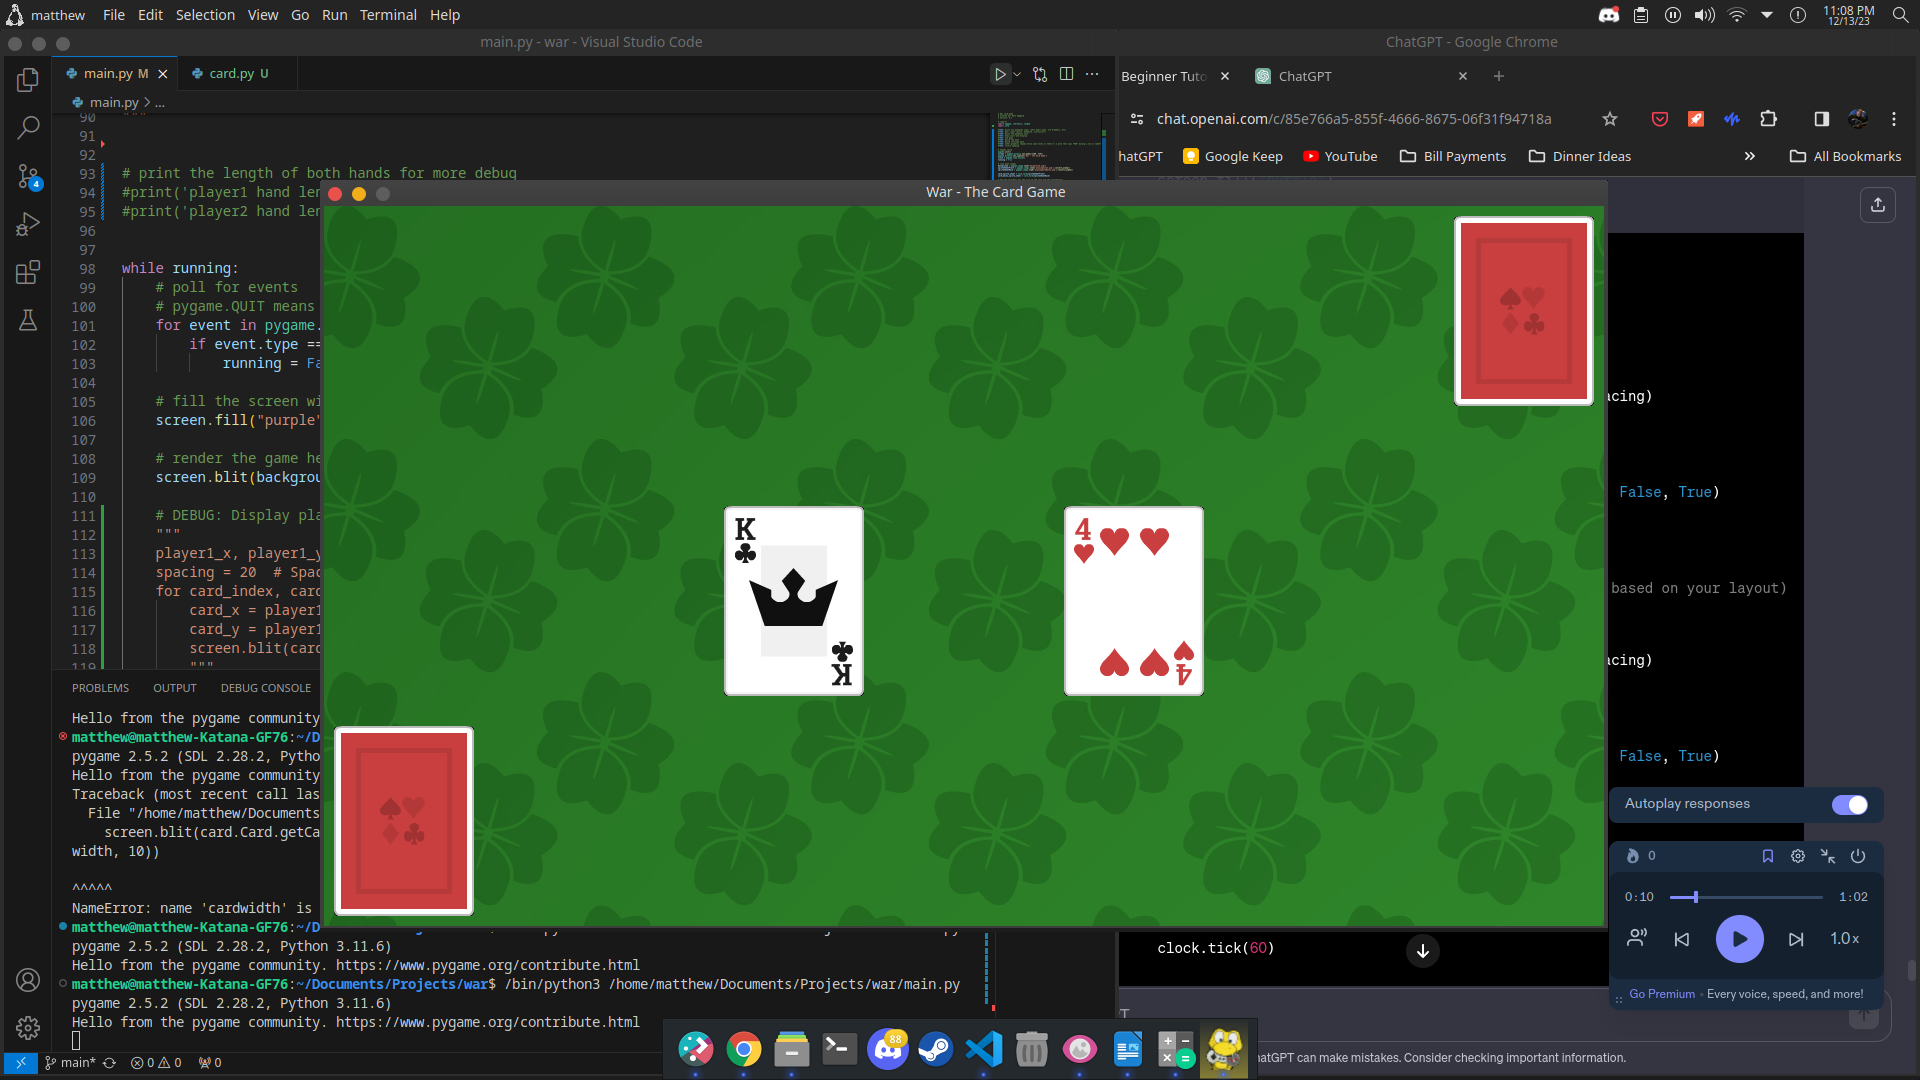 matthew File Edit Selection View Go Run Terminal Help
11:08 PM
12/13/23
main.py - war - Visual Studio Code
ChatGPT - Google Chrome
main.py M
card.py U
Beginner Tuto
ChatGPT
main.py > ...
chat.openai.com/c/85e766a5-855f-4666-8675-06f31f94718a
hatGPT
Google Keep
YouTube
Bill Payments
Dinner Ideas
All Bookmarks
90 """
91
92
93 # print the length of both hands for more debug
94 #print('player1 hand len
95 #print('player2 hand len
96
97
98 while running:
99 # poll for events
100 # pygame.QUIT means
101 for event in pygame.
102 if event.type ==
103 running = Fa
104
105 # fill the screen wi
106 screen.fill("purple"
107
108 # render the game he
109 screen.blit(backgrou
110
111 # DEBUG: Display pla
112 """
113 player1_x, player1_y
114 spacing = 20 # Spac
115 for card_index, card
116 card_x = player1
117 card_y = player1
118 screen.blit(card
119 """
War - The Card Game
K
K
4
4
acing)
False, True)
based on your layout)
acing)
False, True)
PROBLEMS OUTPUT DEBUG CONSOLE
Hello from the pygame community
matthew@matthew-Katana-GF76:~/D
pygame 2.5.2 (SDL 2.28.2, Pytho
Hello from the pygame community
Traceback (most recent call las
File "/home/matthew/Documents
screen.blit(card.Card.getCa
width, 10))
^^^^^
NameError: name 'cardwidth' is
matthew@matthew-Katana-GF76:~/D
pygame 2.5.2 (SDL 2.28.2, Python 3.11.6)
Hello from the pygame community. https://www.pygame.org/contribute.html
matthew@matthew-Katana-GF76:~/Documents/Projects/war$ /bin/python3 /home/matthew/Documents/Projects/war/main.py
pygame 2.5.2 (SDL 2.28.2, Python 3.11.6)
Hello from the pygame community. https://www.pygame.org/contribute.html
clock.tick(60)
Autoplay responses
0
0:10
1:02
1.0x
Go Premium • Every voice, speed, and more!
4
88
main* 0 0 0
hatGPT can make mistakes. Consider checking important information.